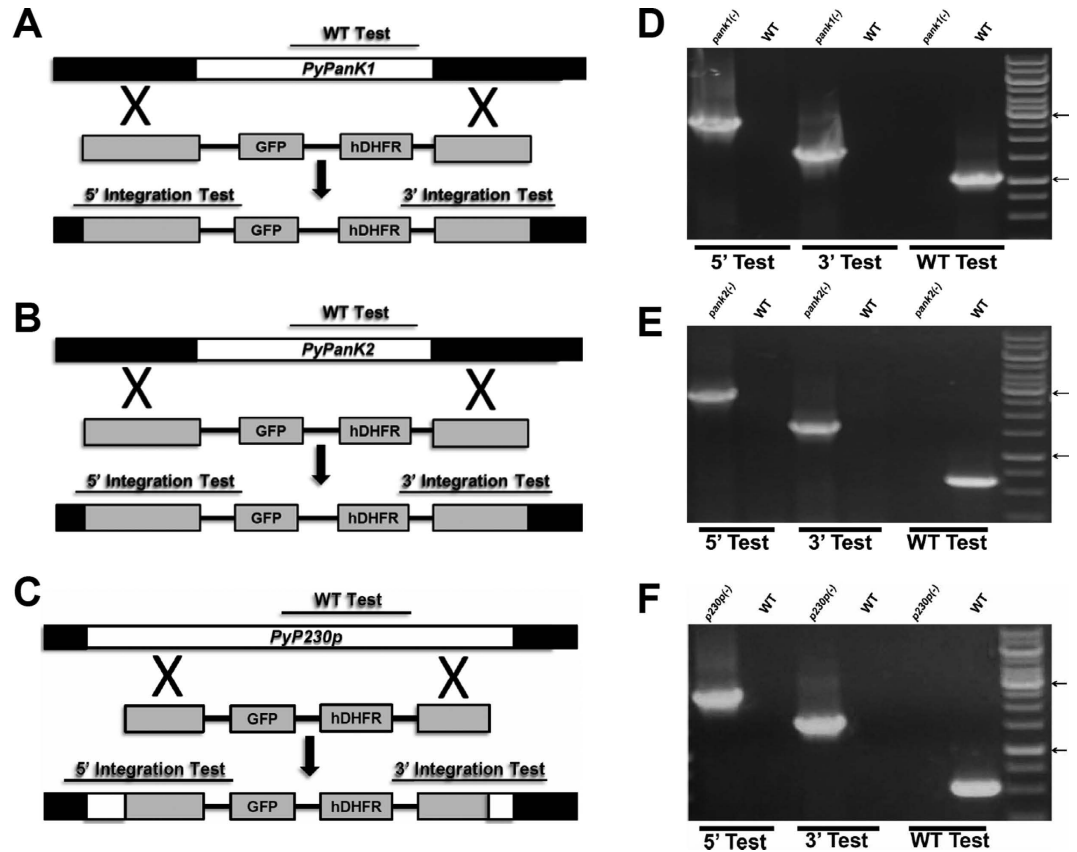 A
WT Test
PyPanK1
GFP
hDHFR
5’ Integration Test
3’ Integration Test
GFP
hDHFR
B
WT Test
PyPanK2
GFP
hDHFR
5’ Integration Test
3’ Integration Test
GFP
hDHFR
C
WT Test
PyP230p
GFP
hDHFR
5’ Integration Test
3’ Integration Test
GFP
hDHFR
D
pank1(-)
WT
pank1(-)
WT
pank1(-)
WT
5’ Test
3’ Test
WT Test
E
pank2(-)
WT
pank2(-)
WT
pank2(-)
WT
5’ Test
3’ Test
WT Test
F
p230p(-)
WT
p230p(-)
WT
p230p(-)
WT
5’ Test
3’ Test
WT Test